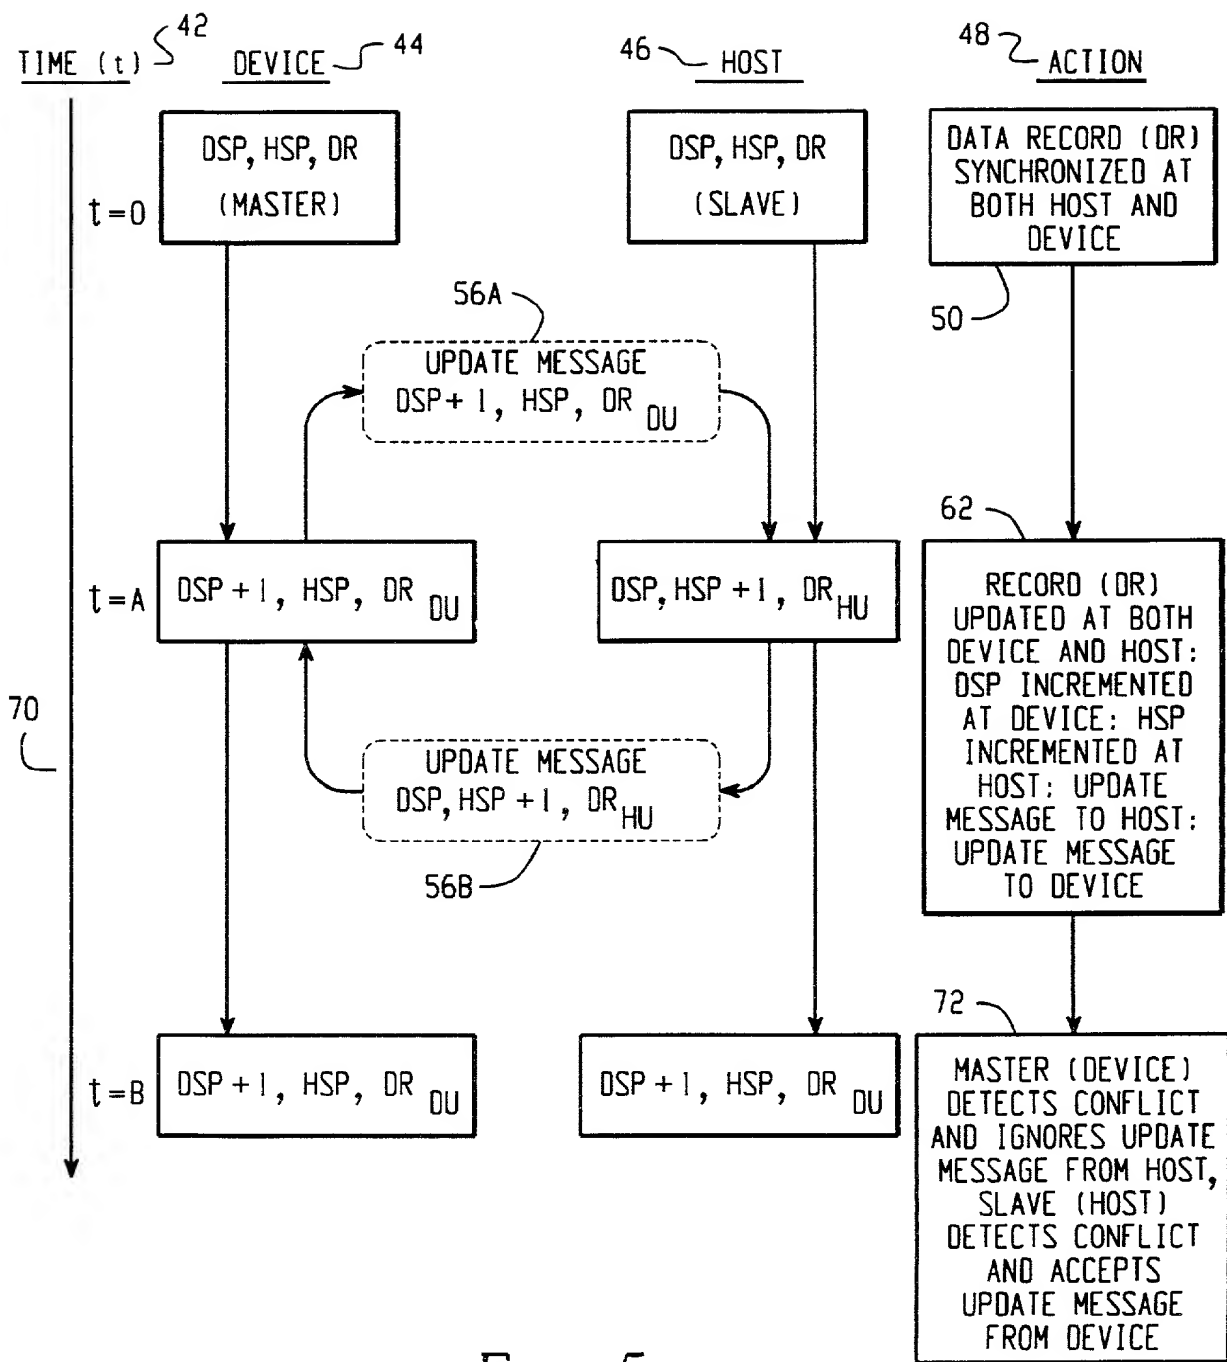 TIME (t) 42
DEVICE 44
46 HOST
48 ACTION
t=0
DSP, HSP, DR
(MASTER)
DSP, HSP, DR
(SLAVE)
DATA RECORD (DR)
SYNCHRONIZED AT
BOTH HOST AND
DEVICE
50
56A
UPDATE MESSAGE
DSP+1, HSP, DR DU
t=A
DSP+1, HSP, DR DU
DSP, HSP+1, DR HU
62
RECORD (DR)
UPDATED AT BOTH
DEVICE AND HOST:
DSP INCREMENTED
AT DEVICE: HSP
INCREMENTED AT
HOST: UPDATE
MESSAGE TO HOST:
UPDATE MESSAGE
TO DEVICE
70
UPDATE MESSAGE
DSP, HSP+1, DR HU
56B
t=B
DSP+1, HSP, DR DU
DSP+1, HSP, DR DU
72
MASTER (DEVICE)
DETECTS CONFLICT
AND IGNORES UPDATE
MESSAGE FROM HOST,
SLAVE (HOST)
DETECTS CONFLICT
AND ACCEPTS
UPDATE MESSAGE
FROM DEVICE